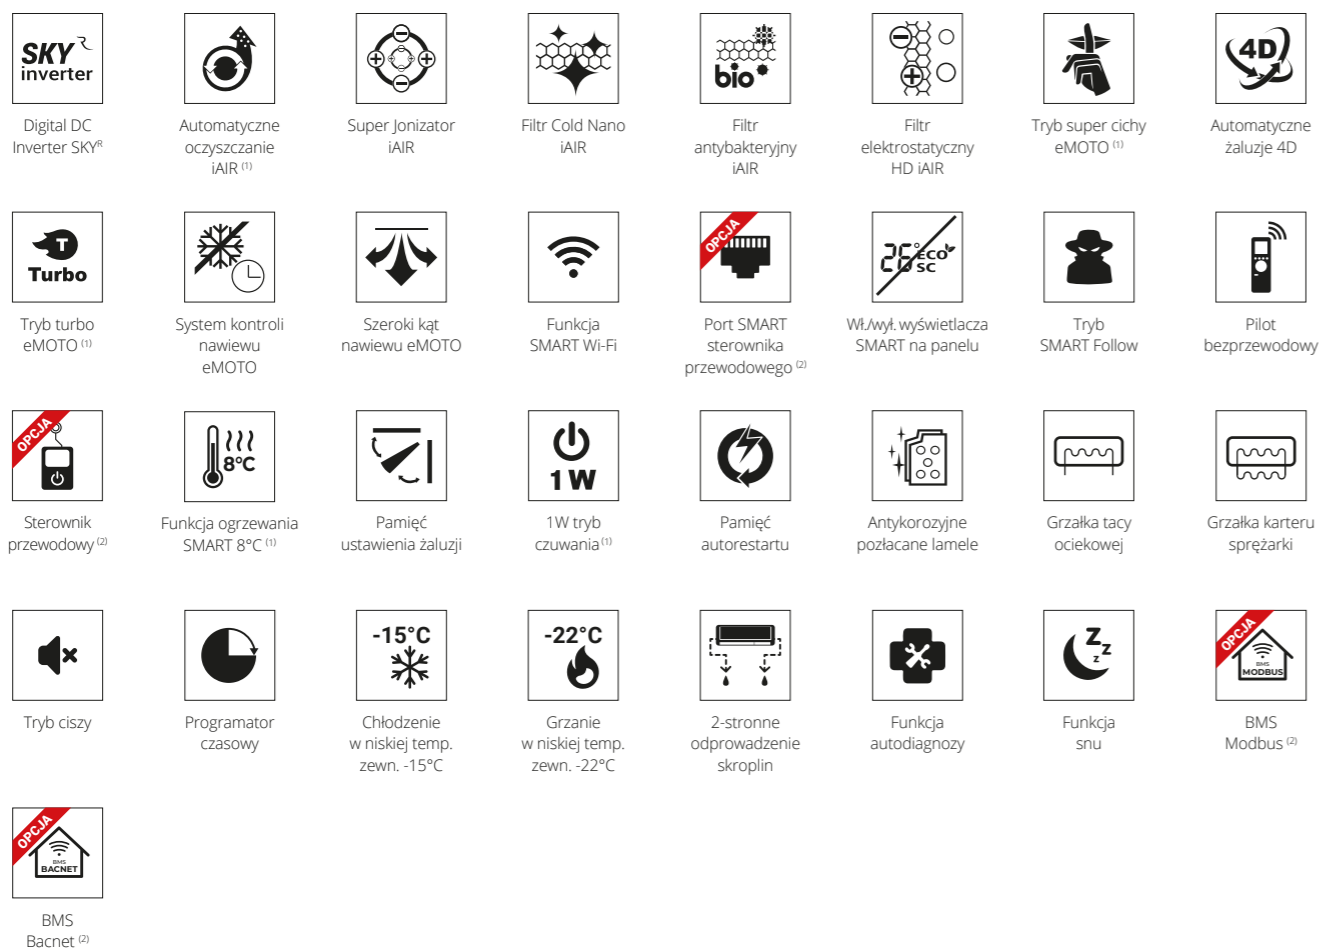 SKY R
inverter
bio
4D
Digital DC
Inverter SKYᴿ
Automatyczne
oczyszczanie
iAIR (1)
Super Jonizator
iAIR
Filtr Cold Nano
iAIR
Filtr
antybakteryjny
iAIR
Filtr
elektrostatyczny
HD iAIR
Tryb super cichy
eMOTO (1)
Automatyczne
żaluzje 4D
T
Turbo
OPCJA
26° ECO
SC
Tryb turbo
eMOTO (1)
System kontroli
nawiewu
eMOTO
Szeroki kąt
nawiewu eMOTO
Funkcja
SMART Wi-Fi
Port SMART
sterownika
przewodowego (2)
Wł./wył. wyświetlacza
SMART na panelu
Tryb
SMART Follow
Pilot
bezprzewodowy
OPCJA
8°C
1W
Sterownik
przewodowy (2)
Funkcja ogrzewania
SMART 8°C (1)
Pamięć
ustawienia żaluzji
1W tryb
czuwania (1)
Pamięć
autorestartu
Antykorozyjne
pozłacane lamele
Grzałka tacy
ociekowej
Grzałka karteru
sprężarki
-15°C
-22°C
Z z z
OPCJA
BMS
MODBUS
Tryb ciszy
Programator
czasowy
Chłodzenie
w niskiej temp.
zewn. -15°C
Grzanie
w niskiej temp.
zewn. -22°C
2-stronne
odprowadzenie
skroplin
Funkcja
autodiagnozy
Funkcja
snu
BMS
Modbus (2)
OPCJA
BMS
BACNET
BMS
Bacnet (2)